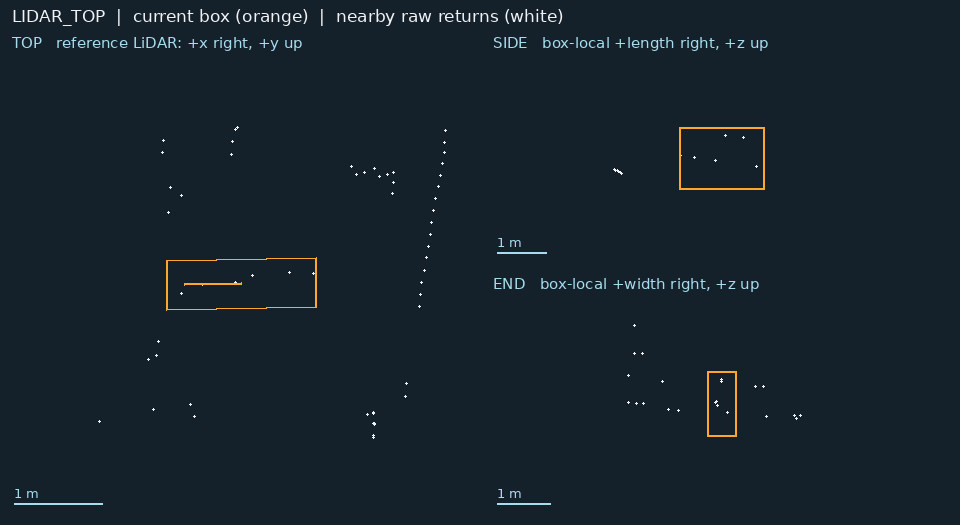 LIDAR_TOP | current box (orange) | nearby raw returns (white)
TOP reference LiDAR: +x right, +y up
SIDE box-local +length right, +z up
1 m
END box-local +width right, +z up
1 m
1 m